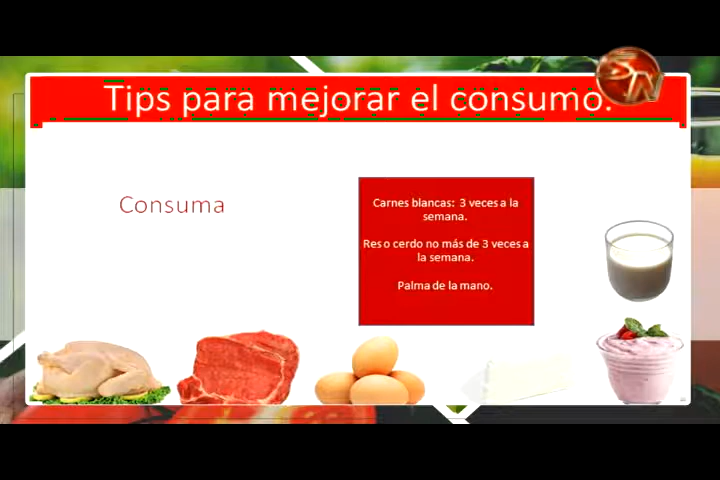 Tips para mejorar el consumo.
SN
Consuma
Carnes blancas: 3 veces a la
semana.
Res o cerdo no más de 3 veces a
la semana.
Palma de la mano.